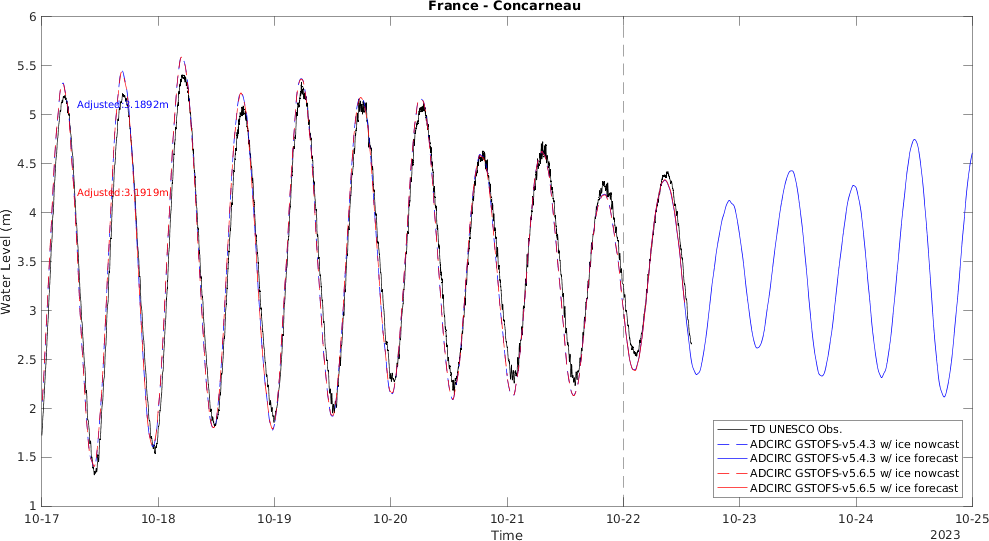 France - Concarneau
6
5.5
5
4.5
4
3.5
3
2.5
2
1.5
1
Water Level (m)
Adjusted:3.1892m
Adjusted:3.1919m
TD UNESCO Obs.
ADCIRC GSTOFS-v5.4.3 w/ ice nowcast
ADCIRC GSTOFS-v5.4.3 w/ ice forecast
ADCIRC GSTOFS-v5.6.5 w/ ice nowcast
ADCIRC GSTOFS-v5.6.5 w/ ice forecast
10-17 10-18 10-19 10-20 10-21 10-22 10-23 10-24 10-25
Time
2023